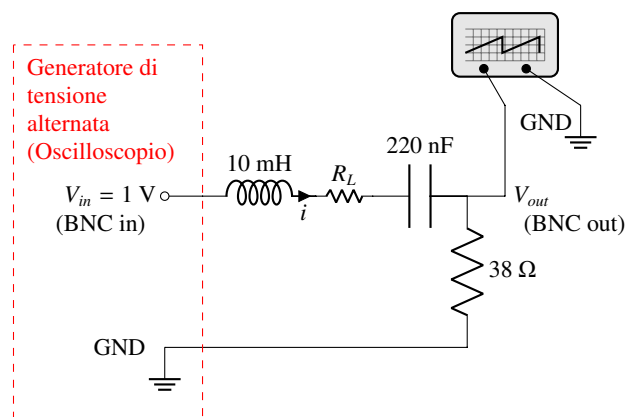 Generatore di
tensione
alternata
(Oscilloscopio)
GND
220 nF
10 mH
R_L
V_in = 1 V
i
V_out
(BNC in)
(BNC out)
38 Ω
GND